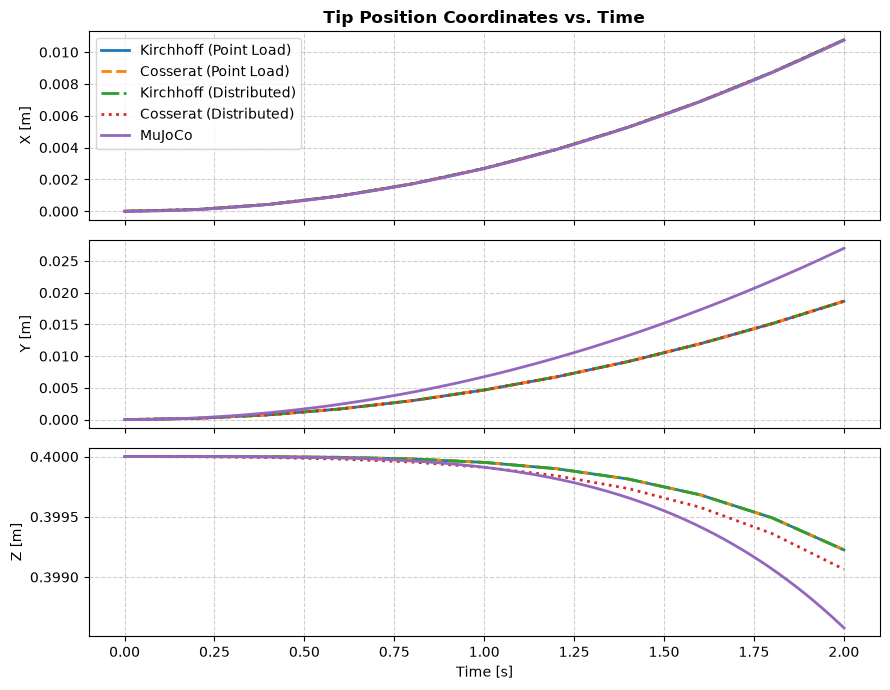 Tip Position Coordinates vs. Time
0.010
0.008
0.006
0.004
0.002
0.000
X [m]
Kirchhoff (Point Load)
Cosserat (Point Load)
Kirchhoff (Distributed)
Cosserat (Distributed)
MuJoCo
0.025
0.020
0.015
0.010
0.005
0.000
Y [m]
0.4000
0.3995
0.3990
Z [m]
0.00 0.25 0.50 0.75 1.00 1.25 1.50 1.75 2.00
Time [s]